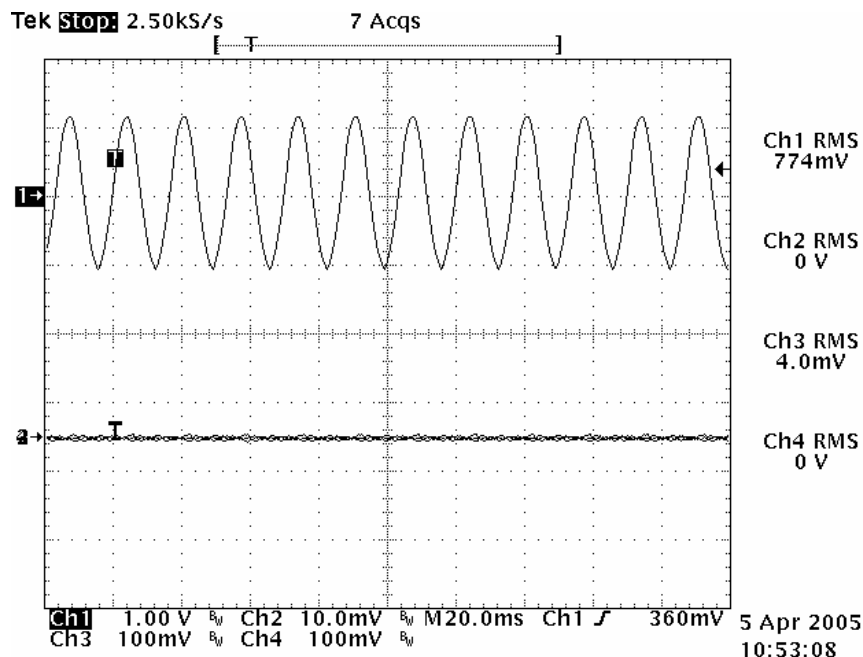 Tek Stop: 2.50kS/s 7 Acqs
T
T
1→
Ch1 RMS
774mV
Ch2 RMS
0 V
Ch3 RMS
4.0mV
T
Ch4 RMS
0 V
Ch1 1.00 V BW Ch2 10.0mV BW M20.0ms Ch1 360mV
Ch3 100mV BW Ch4 100mV BW
5 Apr 2005
10:53:08